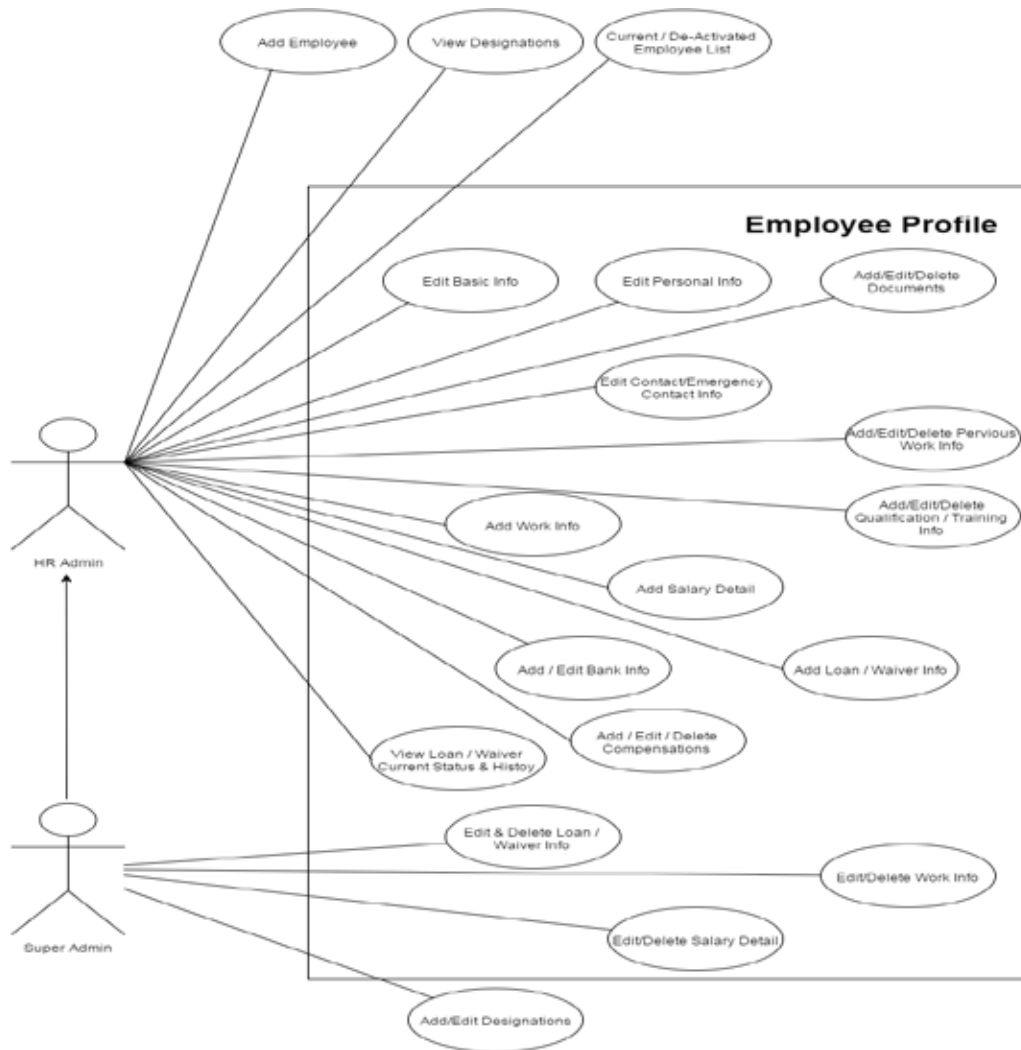 Add Employee
View Designations
Current / De-Activated
Employee List
Employee Profile
Edit Basic Info
Edit Personal Info
Add/Edit/Delete
Documents
Edit Contact/Emergency
Contact Info
Add/Edit/Delete Pervious
Work Info
Add/Edit/Delete
Qualification / Training
Info
Add Work Info
HR Admin
Add Salary Detail
Add / Edit Bank Info
Add Loan / Waiver Info
Add / Edit / Delete
Compensations
View Loan / Waiver
Current Status & Histoy
Edit & Delete Loan /
Waiver Info
Edit/Delete Work Info
Super Admin
Edit/Delete Salary Detail
Add/Edit Designations